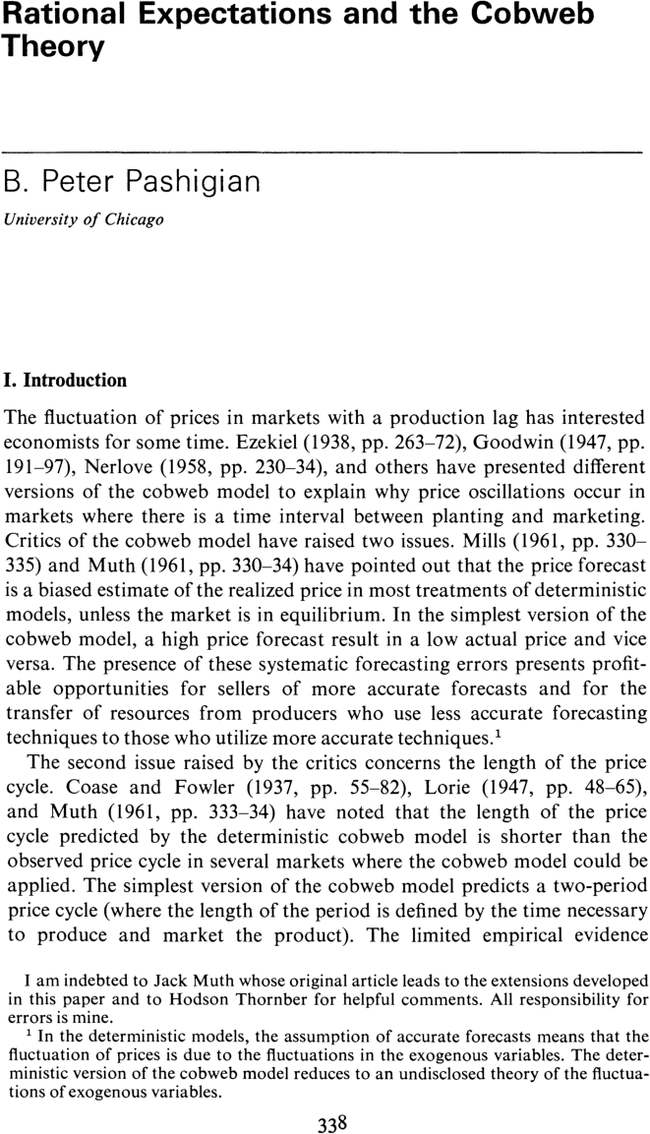 Rational Expectations and the Cobweb
Theory
B. Peter Pashigian
University of Chicago
I. Introduction
The fluctuation of prices in markets with a production lag has interested
economists for some time. Ezekiel (1938, pp. 263–72), Goodwin (1947, pp.
191–97), Nerlove (1958, pp. 230–34), and others have presented different
versions of the cobweb model to explain why price oscillations occur in
markets where there is a time interval between planting and marketing.
Critics of the cobweb model have raised two issues. Mills (1961, pp. 330–
335) and Muth (1961, pp. 330–34) have pointed out that the price forecast
is a biased estimate of the realized price in most treatments of deterministic
models, unless the market is in equilibrium. In the simplest version of the
cobweb model, a high price forecast result in a low actual price and vice
versa. The presence of these systematic forecasting errors presents profit-
able opportunities for sellers of more accurate forecasts and for the
transfer of resources from producers who use less accurate forecasting
techniques to those who utilize more accurate techniques.¹
The second issue raised by the critics concerns the length of the price
cycle. Coase and Fowler (1937, pp. 55–82), Lorie (1947, pp. 48–65),
and Muth (1961, pp. 333–34) have noted that the length of the price
cycle predicted by the deterministic cobweb model is shorter than the
observed price cycle in several markets where the cobweb model could be
applied. The simplest version of the cobweb model predicts a two-period
price cycle (where the length of the period is defined by the time necessary
to produce and market the product). The limited empirical evidence
I am indebted to Jack Muth whose original article leads to the extensions developed
in this paper and to Hodson Thornber for helpful comments. All responsibility for
errors is mine.
¹ In the deterministic models, the assumption of accurate forecasts means that the
fluctuation of prices is due to the fluctuations in the exogenous variables. The deter-
ministic version of the cobweb model reduces to an undisclosed theory of the fluctua-
tions of exogenous variables.
338